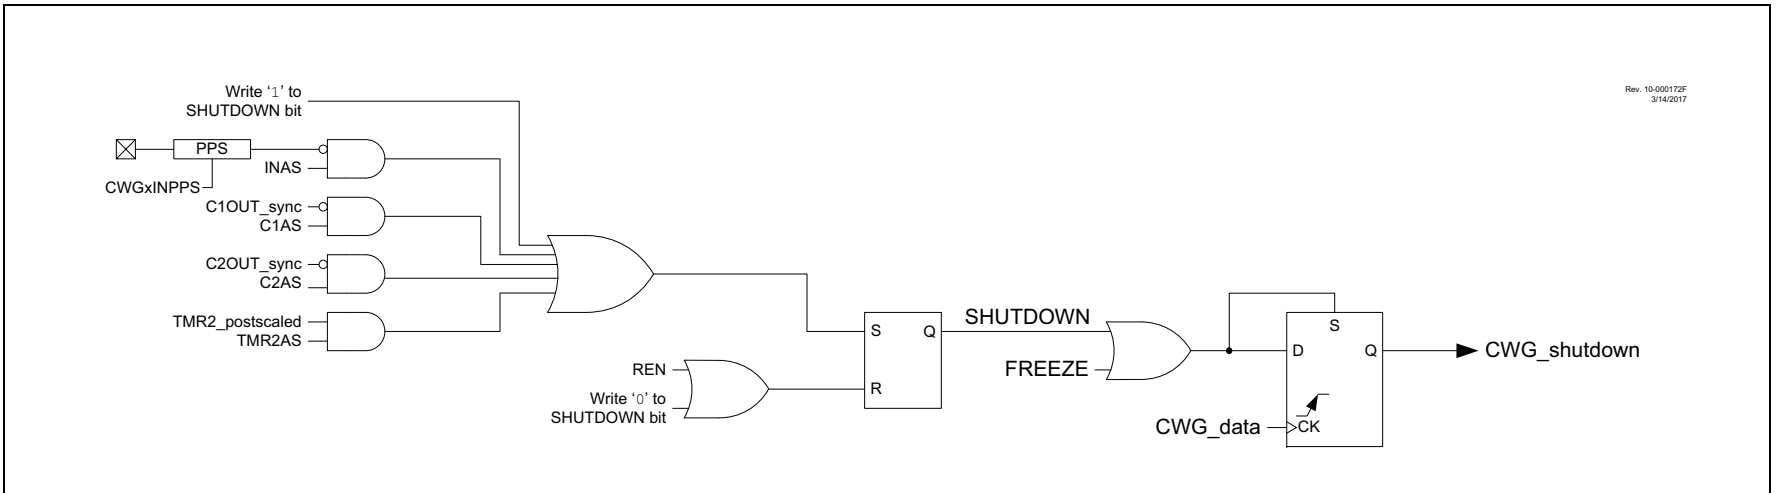 Write ‘1’ to
SHUTDOWN bit
Rev. 10-000172F
3/14/2017
PPS
INAS
CWGxINPPS
C1OUT_sync
C1AS
C2OUT_sync
C2AS
TMR2_postscaled
TMR2AS
SHUTDOWN
S
S
Q
D
Q
CWG_shutdown
REN
FREEZE
R
Write ‘0’ to
SHUTDOWN bit
CWG_data
CK